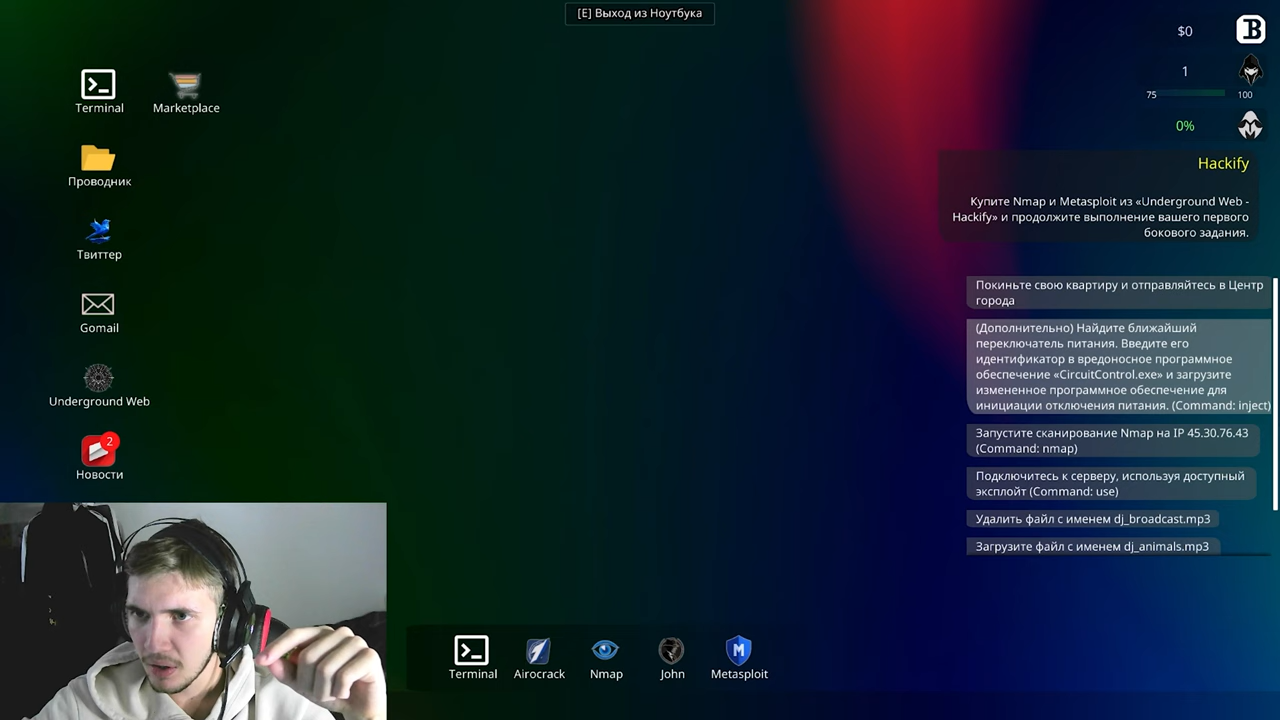 [E] Выход из Ноутбука
$0
B
1
75
100
0%
Terminal
Marketplace
Проводник
Твиттер
Gomail
Underground Web
2
Новости
Hackify
Купите Nmap и Metasploit из «Underground Web -
Hackify» и продолжите выполнение вашего первого
бокового задания.
Покиньте свою квартиру и отправляйтесь в Центр
города
(Дополнительно) Найдите ближайший
переключатель питания. Введите его
идентификатор в вредоносное программное
обеспечение «CircuitControl.exe» и загрузите
измененное программное обеспечение для
инициации отключения питания. (Command: inject)
Запустите сканирование Nmap на IP 45.30.76.43
(Command: nmap)
Подключитесь к серверу, используя доступный
эксплойт (Command: use)
Удалить файл с именем dj_broadcast.mp3
Загрузите файл с именем dj_animals.mp3
Terminal
Airocrack
Nmap
John
M
Metasploit